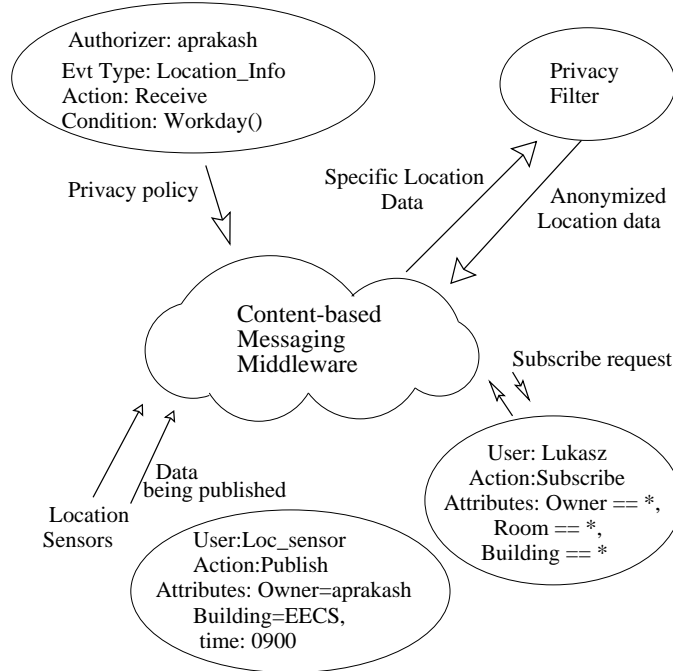 Authorizer: aprakash
Evt Type: Location_Info
Action: Receive
Condition: Workday()
Privacy
Filter
Privacy policy
Specific Location
Data
Anonymized
Location data
Content-based
Messaging
Middleware
Subscribe request
Data
being published
Location
Sensors
User: Lukasz
Action:Subscribe
Attributes: Owner == *,
Room == *,
Building == *
User:Loc_sensor
Action:Publish
Attributes: Owner=aprakash
Building=EECS,
time: 0900